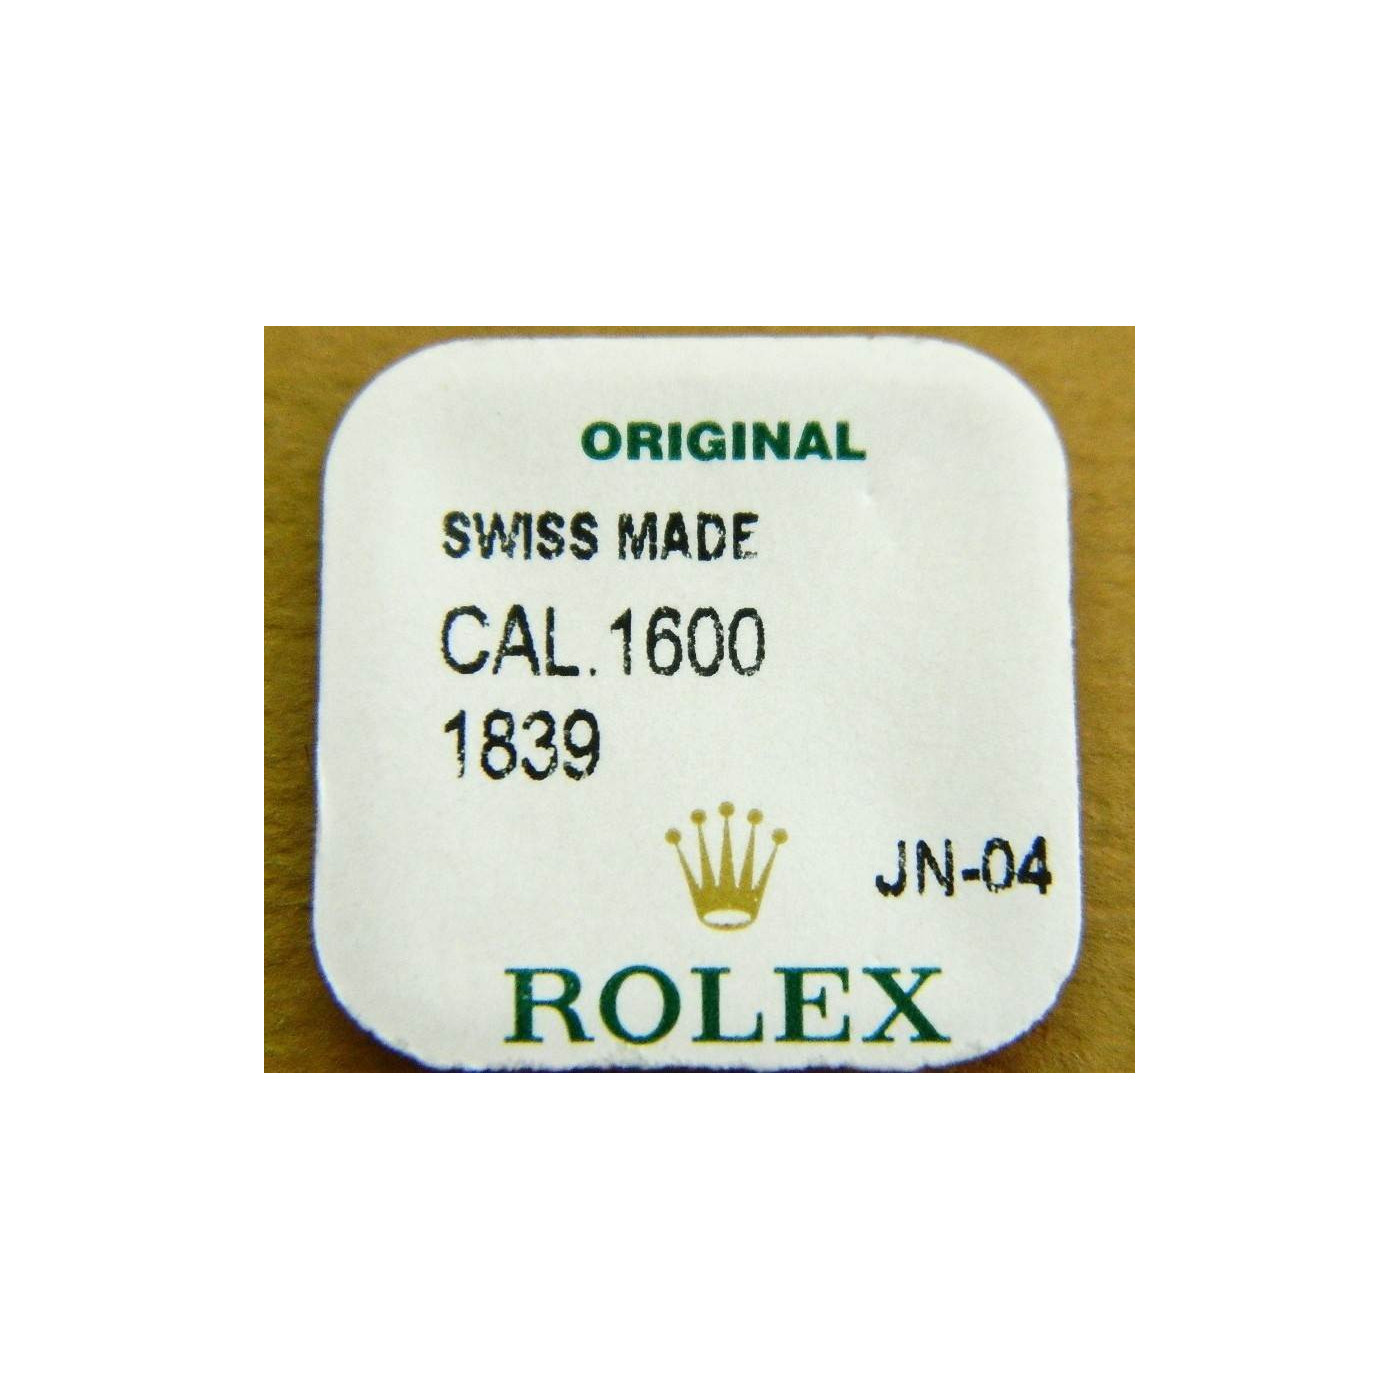 ORIGINAL
SWISS MADE
CAL.1600
1839
JN-04
ROLEX